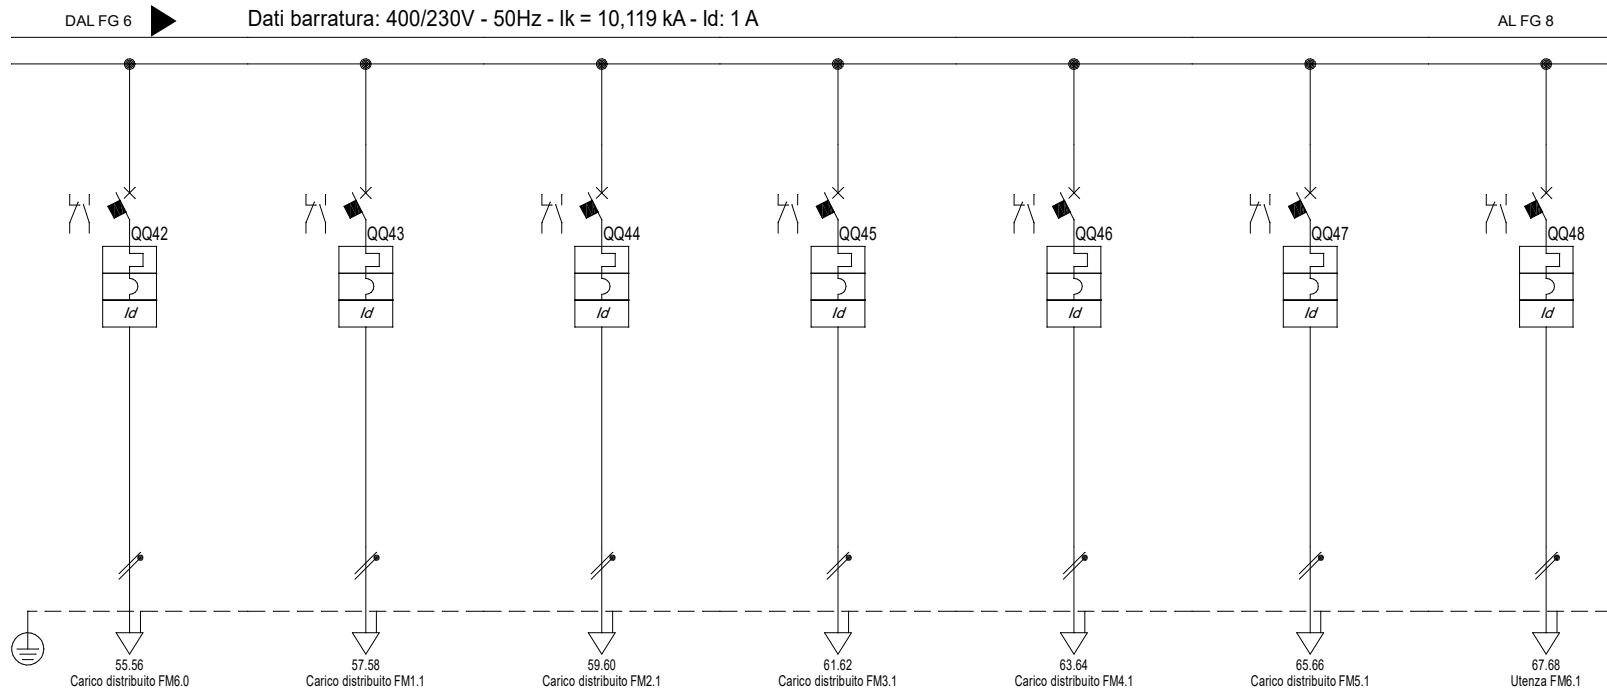 DAL FG 6
Dati barratura: 400/230V - 50Hz - Ik = 10,119 kA - Id: 1 A
AL FG 8
QQ42
QQ43
QQ44
QQ45
QQ46
QQ47
QQ48
Id
Id
Id
Id
Id
Id
Id
55.56
57.58
59.60
61.62
63.64
65.66
67.68
Carico distribuito FM6.0
Carico distribuito FM1.1
Carico distribuito FM2.1
Carico distribuito FM3.1
Carico distribuito FM4.1
Carico distribuito FM5.1
Utenza FM6.1